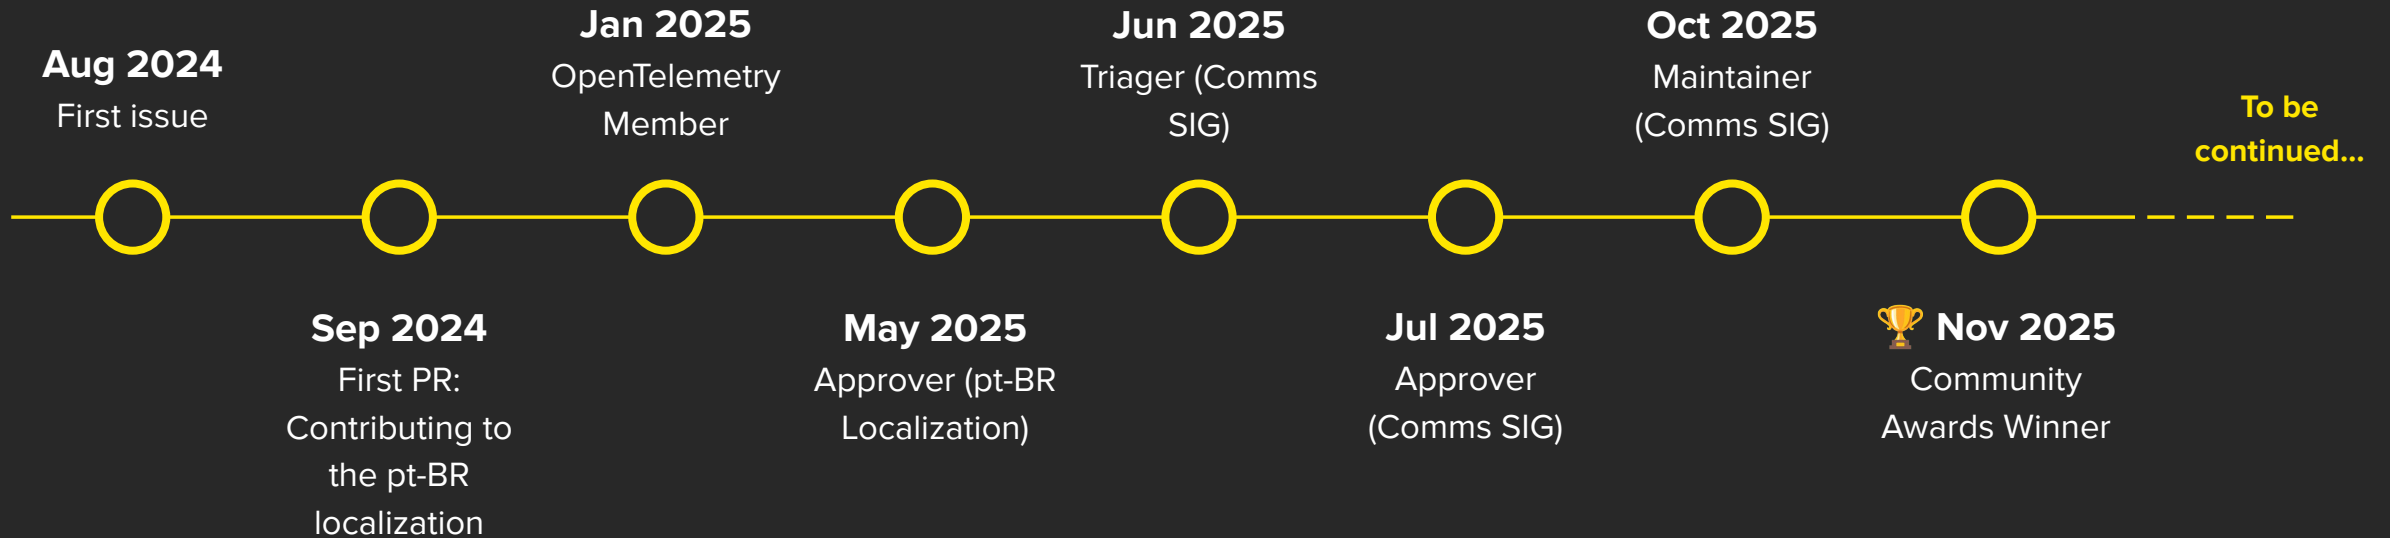 Aug 2024
First issue
Sep 2024
First PR:
Contributing to
the pt-BR
localization
Jan 2025
OpenTelemetry
Member
May 2025
Approver (pt-BR
Localization)
Jun 2025
Triager (Comms
SIG)
Jul 2025
Approver
(Comms SIG)
Oct 2025
Maintainer
(Comms SIG)
🏆 Nov 2025
Community
Awards Winner
To be
continued...